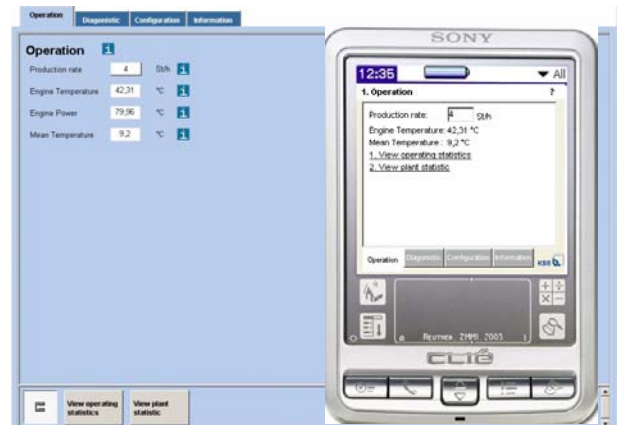 Operation Diagnostic Configuration Information
Operation i
Production rate 4 St/h i
Engine Temperature 42,31 °C i
Engine Power 79,96 °C i
Mean Temperature 9,2 °C i
View operating statistics
View plant statistic
SONY
12:35 All
1. Operation ?
Production rate: 4 St/h
Engine Temperature: 42,31 °C
Mean Temperature : 9,2 °C
1. View operating statistics
2. View plant statistic
Operation Diagnostic Configuration Information
CLIÉ